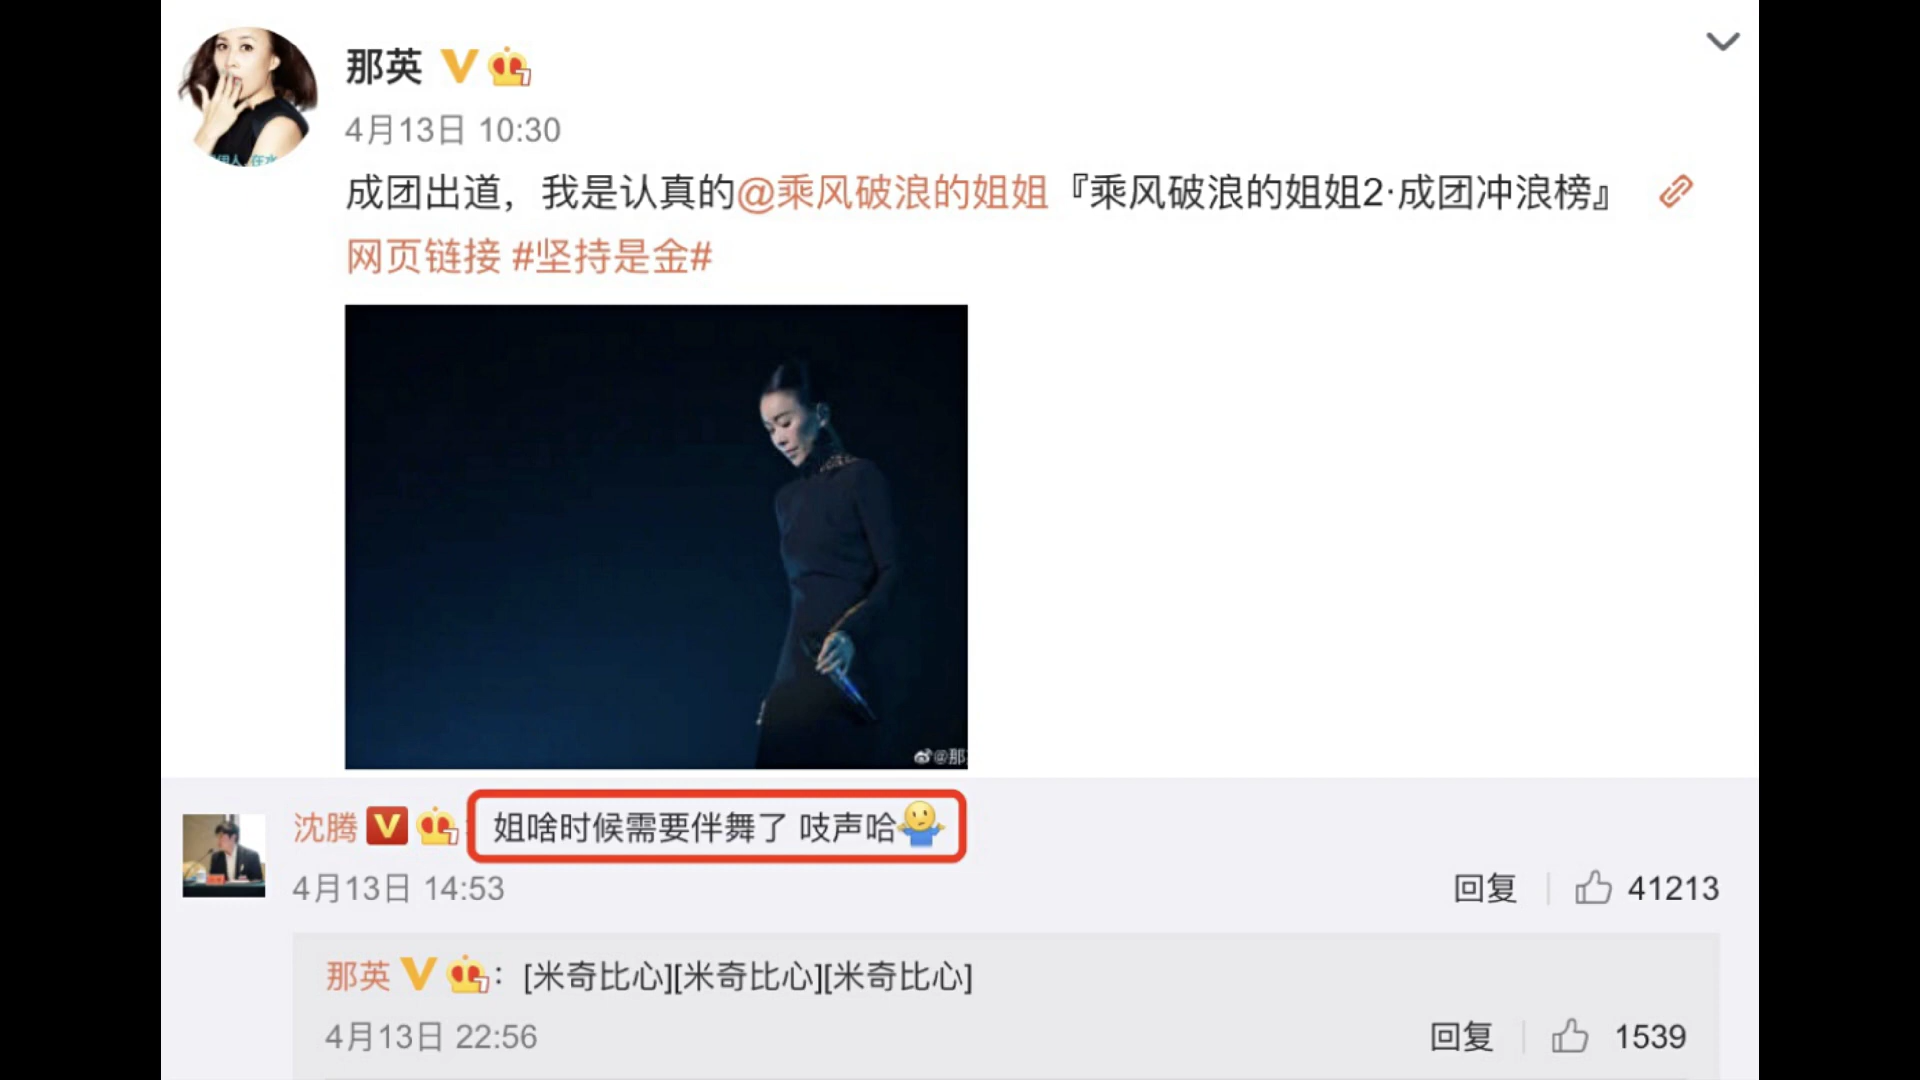 那英
4月13日 10:30
成团出道，我是认真的@乘风破浪的姐姐『乘风破浪的姐姐2·成团冲浪榜』
网页链接 #坚持是金#
@那
沈腾 姐啥时候需要伴舞了 吱声哈
4月13日 14:53
回复 41213
那英：[米奇比心][米奇比心][米奇比心]
4月13日 22:56
回复 1539